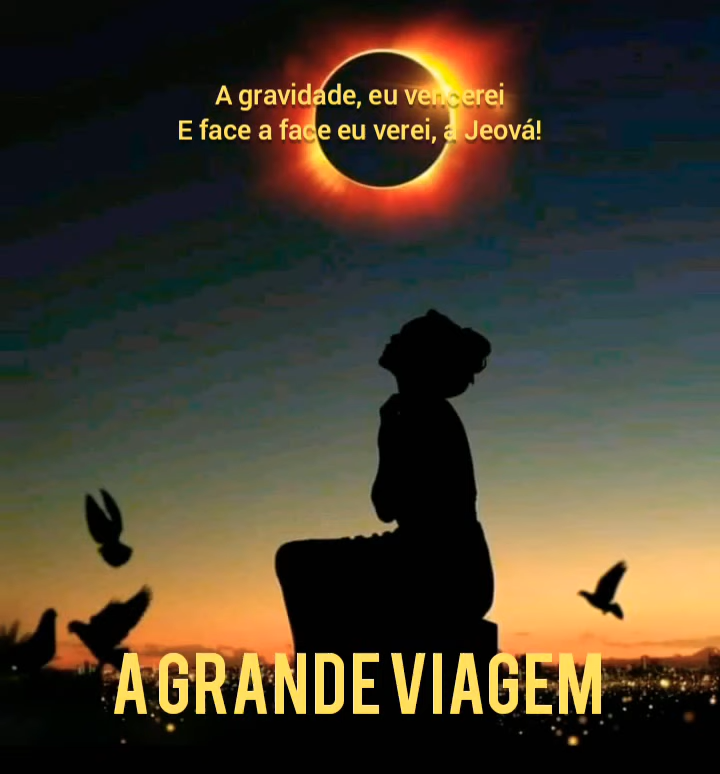 A gravidade, eu vencerei
E face a face eu verei, a Jeová!
A GRANDE VIAGEM